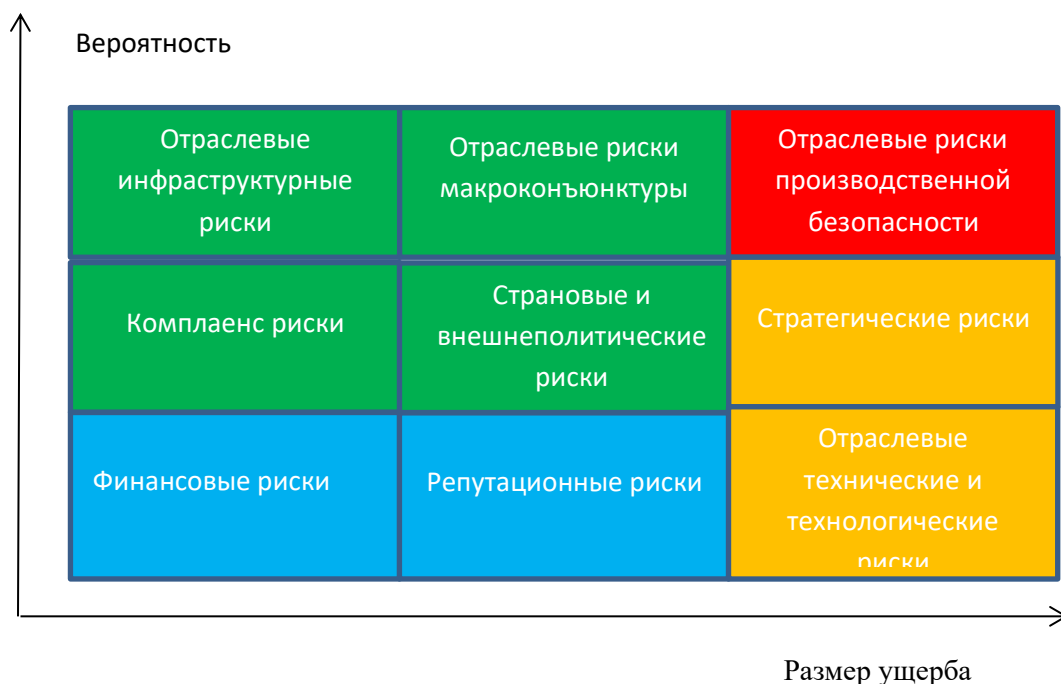 Вероятность
Отраслевые
инфраструктурные
риски
Отраслевые риски
макроконъюнктуры
Отраслевые риски
производственной
безопасности
Комплаенс риски
Страновые и
внешнеполитические
риски
Стратегические риски
Финансовые риски
Репутационные риски
Отраслевые
технические и
технологические
риски
Размер ущерба